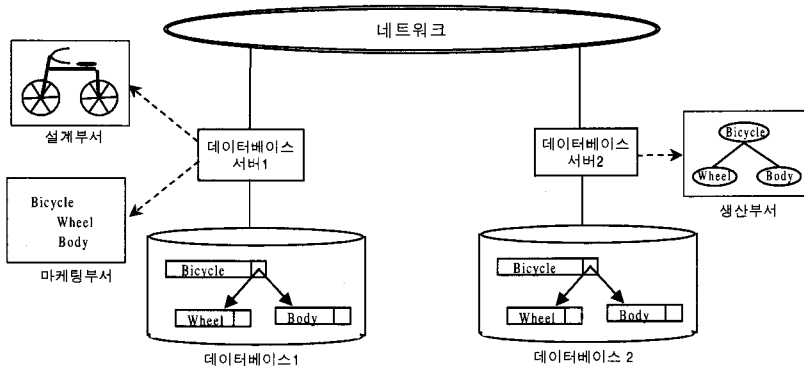 네트워크
설계부서
데이터베이스
서버1
데이터베이스
서버2
Bicycle
Wheel
Body
생산부서
Bicycle
Wheel
Body
마케팅부서
Bicycle
Wheel
Body
데이터베이스1
Bicycle
Wheel
Body
데이터베이스 2